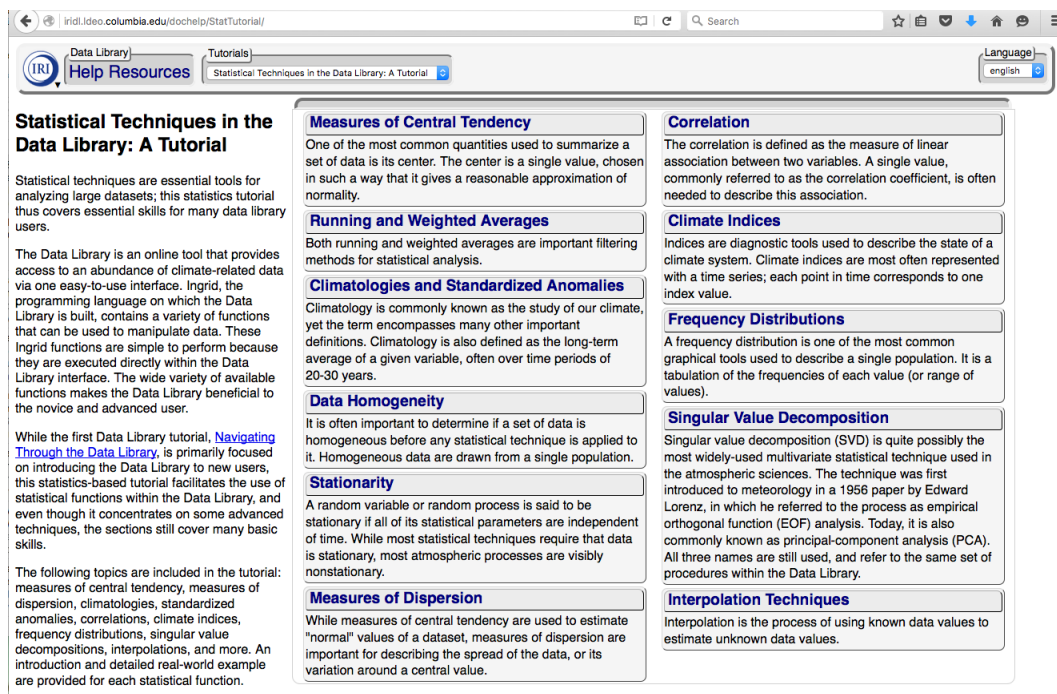 iridl.ldeo.columbia.edu/dochelp/StatTutorial/
Search
IRI
Data Library
Help Resources
Tutorials
Statistical Techniques in the Data Library: A Tutorial
Language
english
Statistical Techniques in the
Data Library: A Tutorial
Statistical techniques are essential tools for
analyzing large datasets; this statistics tutorial
thus covers essential skills for many data library
users.
The Data Library is an online tool that provides
access to an abundance of climate-related data
via one easy-to-use interface. Ingrid, the
programming language on which the Data
Library is built, contains a variety of functions
that can be used to manipulate data. These
Ingrid functions are simple to perform because
they are executed directly within the Data
Library interface. The wide variety of available
functions makes the Data Library beneficial to
the novice and advanced user.
While the first Data Library tutorial, Navigating
Through the Data Library, is primarily focused
on introducing the Data Library to new users,
this statistics-based tutorial facilitates the use of
statistical functions within the Data Library, and
even though it concentrates on some advanced
techniques, the sections still cover many basic
skills.
The following topics are included in the tutorial:
measures of central tendency, measures of
dispersion, climatologies, standardized
anomalies, correlations, climate indices,
frequency distributions, singular value
decompositions, interpolations, and more. An
introduction and detailed real-world example
are provided for each statistical function.
Measures of Central Tendency
One of the most common quantities used to summarize a
set of data is its center. The center is a single value, chosen
in such a way that it gives a reasonable approximation of
normality.
Running and Weighted Averages
Both running and weighted averages are important filtering
methods for statistical analysis.
Climatologies and Standardized Anomalies
Climatology is commonly known as the study of our climate,
yet the term encompasses many other important
definitions. Climatology is also defined as the long-term
average of a given variable, often over time periods of
20-30 years.
Data Homogeneity
It is often important to determine if a set of data is
homogeneous before any statistical technique is applied to
it. Homogeneous data are drawn from a single population.
Stationarity
A random variable or random process is said to be
stationary if all of its statistical parameters are independent
of time. While most statistical techniques require that data
is stationary, most atmospheric processes are visibly
nonstationary.
Measures of Dispersion
While measures of central tendency are used to estimate
"normal" values of a dataset, measures of dispersion are
important for describing the spread of the data, or its
variation around a central value.
Correlation
The correlation is defined as the measure of linear
association between two variables. A single value,
commonly referred to as the correlation coefficient, is often
needed to describe this association.
Climate Indices
Indices are diagnostic tools used to describe the state of a
climate system. Climate indices are most often represented
with a time series; each point in time corresponds to one
index value.
Frequency Distributions
A frequency distribution is one of the most common
graphical tools used to describe a single population. It is a
tabulation of the frequencies of each value (or range of
values).
Singular Value Decomposition
Singular value decomposition (SVD) is quite possibly the
most widely-used multivariate statistical technique used in
the atmospheric sciences. The technique was first
introduced to meteorology in a 1956 paper by Edward
Lorenz, in which he referred to the process as empirical
orthogonal function (EOF) analysis. Today, it is also
commonly known as principal-component analysis (PCA).
All three names are still used, and refer to the same set of
procedures within the Data Library.
Interpolation Techniques
Interpolation is the process of using known data values to
estimate unknown data values.